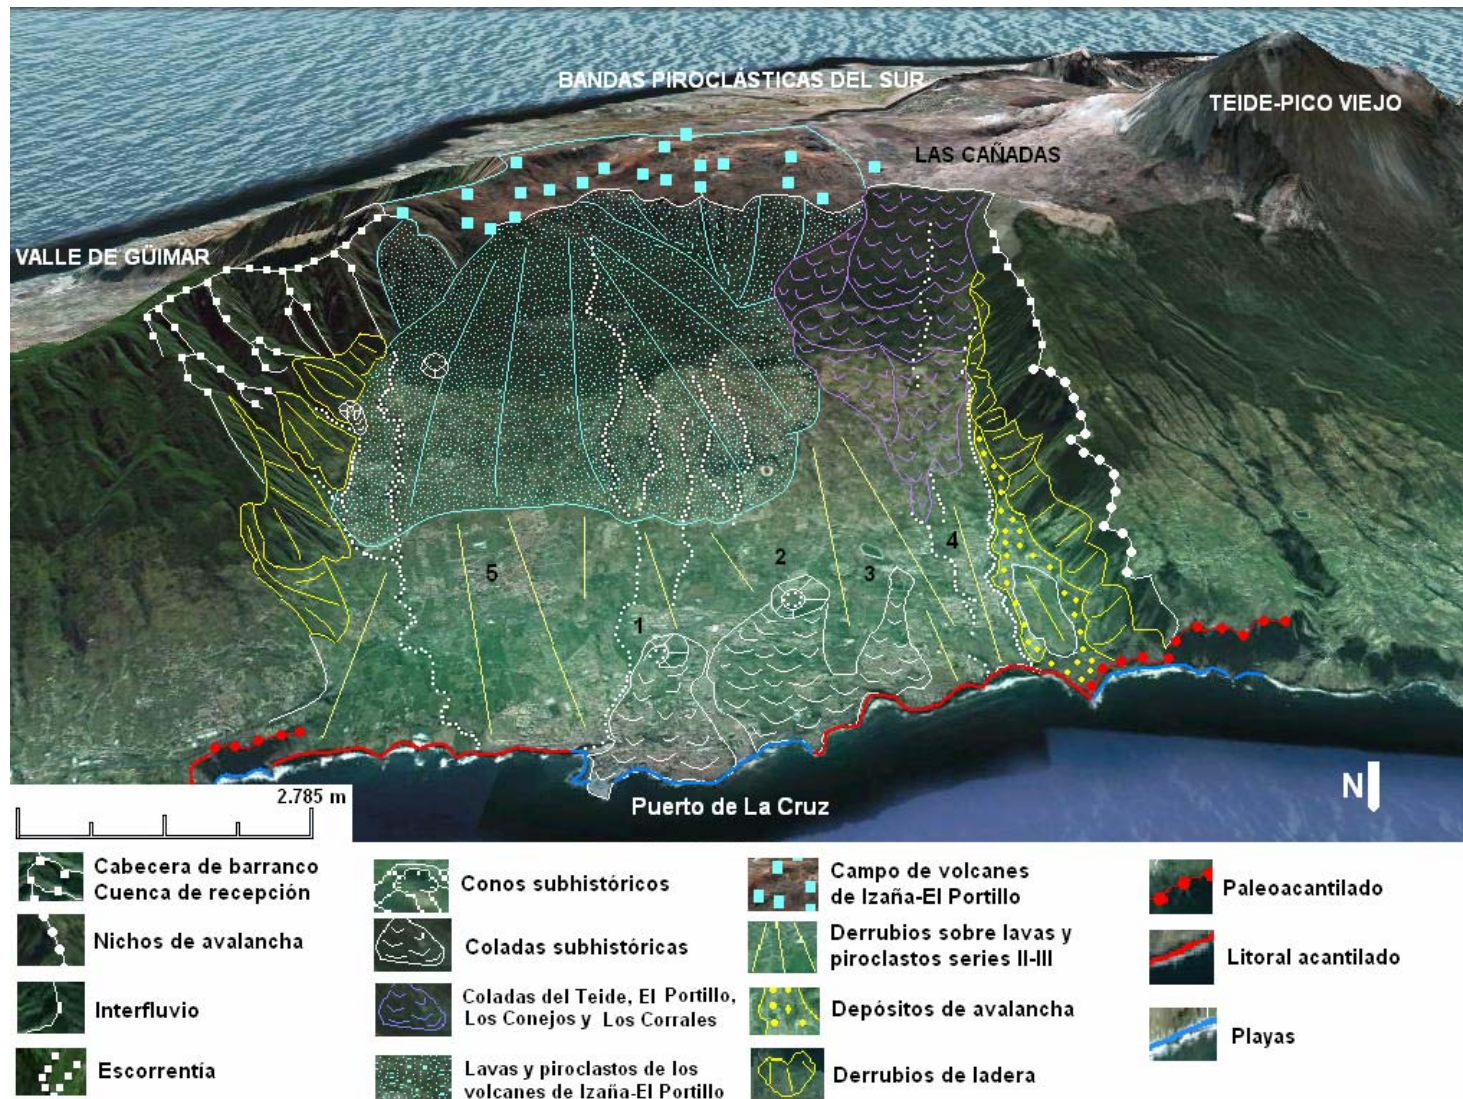 BANDAS PIROCLÁSTICAS DEL SUR
TEIDE-PICO VIEJO
LAS CAÑADAS
VALLE DE GÜIMAR
1
2
3
4
5
Puerto de La Cruz
N
2.785 m
Cabecera de barranco
Cuenca de recepción
Nichos de avalancha
Interfluvio
Escorrentía
Conos subhistóricos
Coladas subhistóricas
Coladas del Teide, El Portillo,
Los Conejos y Los Corrales
Lavas y piroclastos de los
volcanes de Izaña-El Portillo
Campo de volcanes
de Izaña-El Portillo
Derrubios sobre lavas y
piroclastos series II-III
Depósitos de avalancha
Derrubios de ladera
Paleoacantilado
Litoral acantilado
Playas